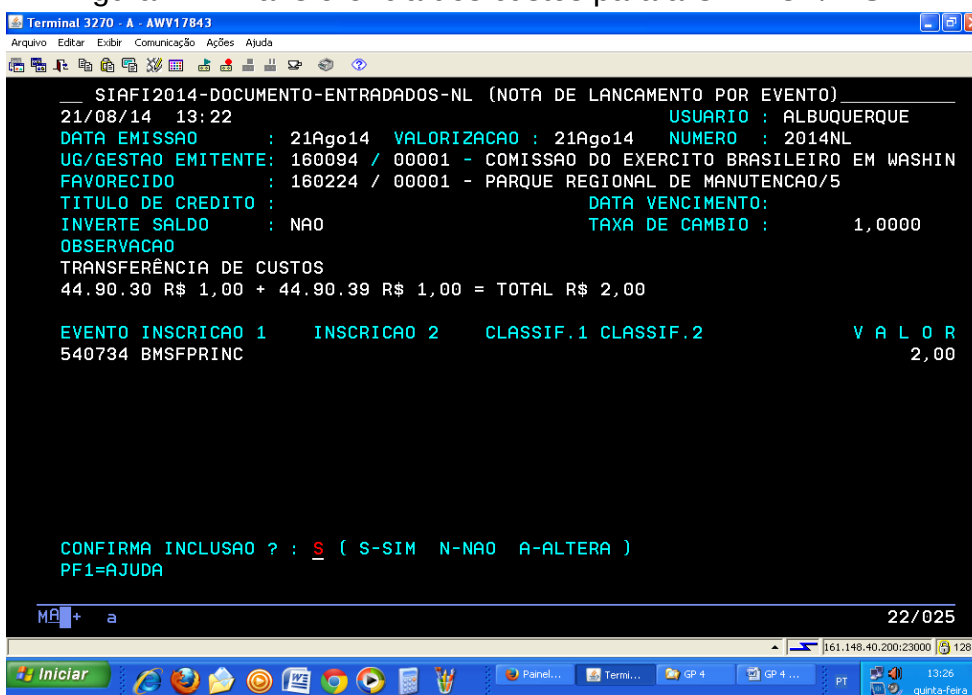 Terminal 3270 - A - AWV17843
Arquivo Editar Exibir Comunicação Ações Ajuda
__ SIAFI2014-DOCUMENTO-ENTRADADOS-NL (NOTA DE LANCAMENTO POR EVENTO)__________
21/08/14 13:22 USUARIO : ALBUQUERQUE
DATA EMISSAO : 21Ago14 VALORIZACAO : 21Ago14 NUMERO : 2014NL
UG/GESTAO EMITENTE: 160094 / 00001 - COMISSAO DO EXERCITO BRASILEIRO EM WASHIN
FAVORECIDO : 160224 / 00001 - PARQUE REGIONAL DE MANUTENCAO/5
TITULO DE CREDITO : DATA VENCIMENTO:
INVERTE SALDO : NAO TAXA DE CAMBIO : 1,0000
OBSERVACAO
TRANSFERÊNCIA DE CUSTOS
44.90.30 R$ 1,00 + 44.90.39 R$ 1,00 = TOTAL R$ 2,00
EVENTO INSCRICAO 1 INSCRICAO 2 CLASSIF.1 CLASSIF.2 V A L O R
540734 BMSFPRINC 2,00
CONFIRMA INCLUSAO ? : S ( S-SIM N-NAO A-ALTERA )
PF1=AJUDA
MA + a 22/025
161.148.40.200:23000 128
Iniciar Painel... Termi... GP 4 GP 4 ... PT 13:26
quinta-feira